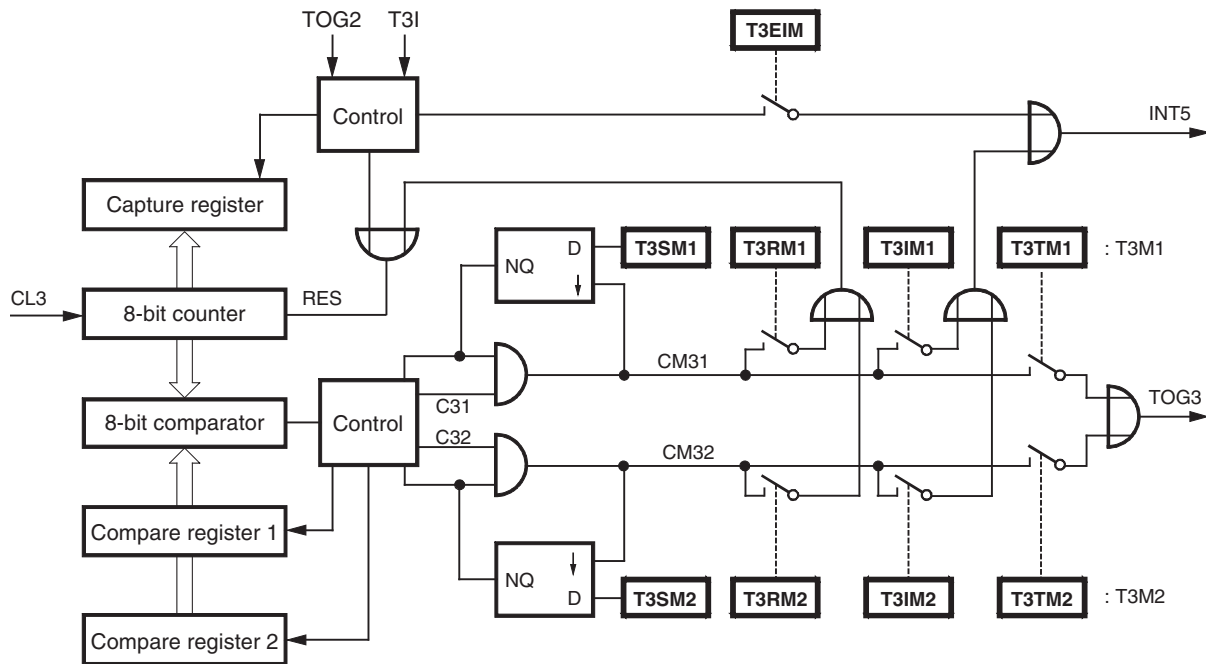 TOG2 T3I
T3EIM
Control
INT5
Capture register
D T3SM1 T3RM1 T3IM1 T3TM1 : T3M1
NQ
CL3 8-bit counter RES
CM31
C31
8-bit comparator Control TOG3
C32
CM32
Compare register 1
NQ
D T3SM2 T3RM2 T3IM2 T3TM2 : T3M2
Compare register 2